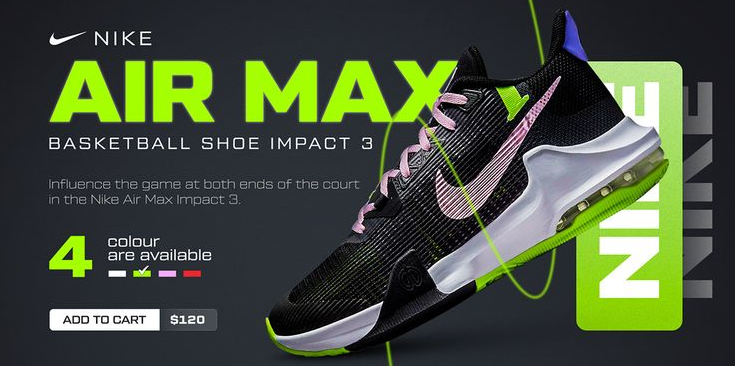 NIKE
AIR MAX
BASKETBALL SHOE IMPACT 3
Influence the game at both ends of the court
in the Nike Air Max Impact 3.
4 colour
are available
ADD TO CART $120
NIKE
NIKE